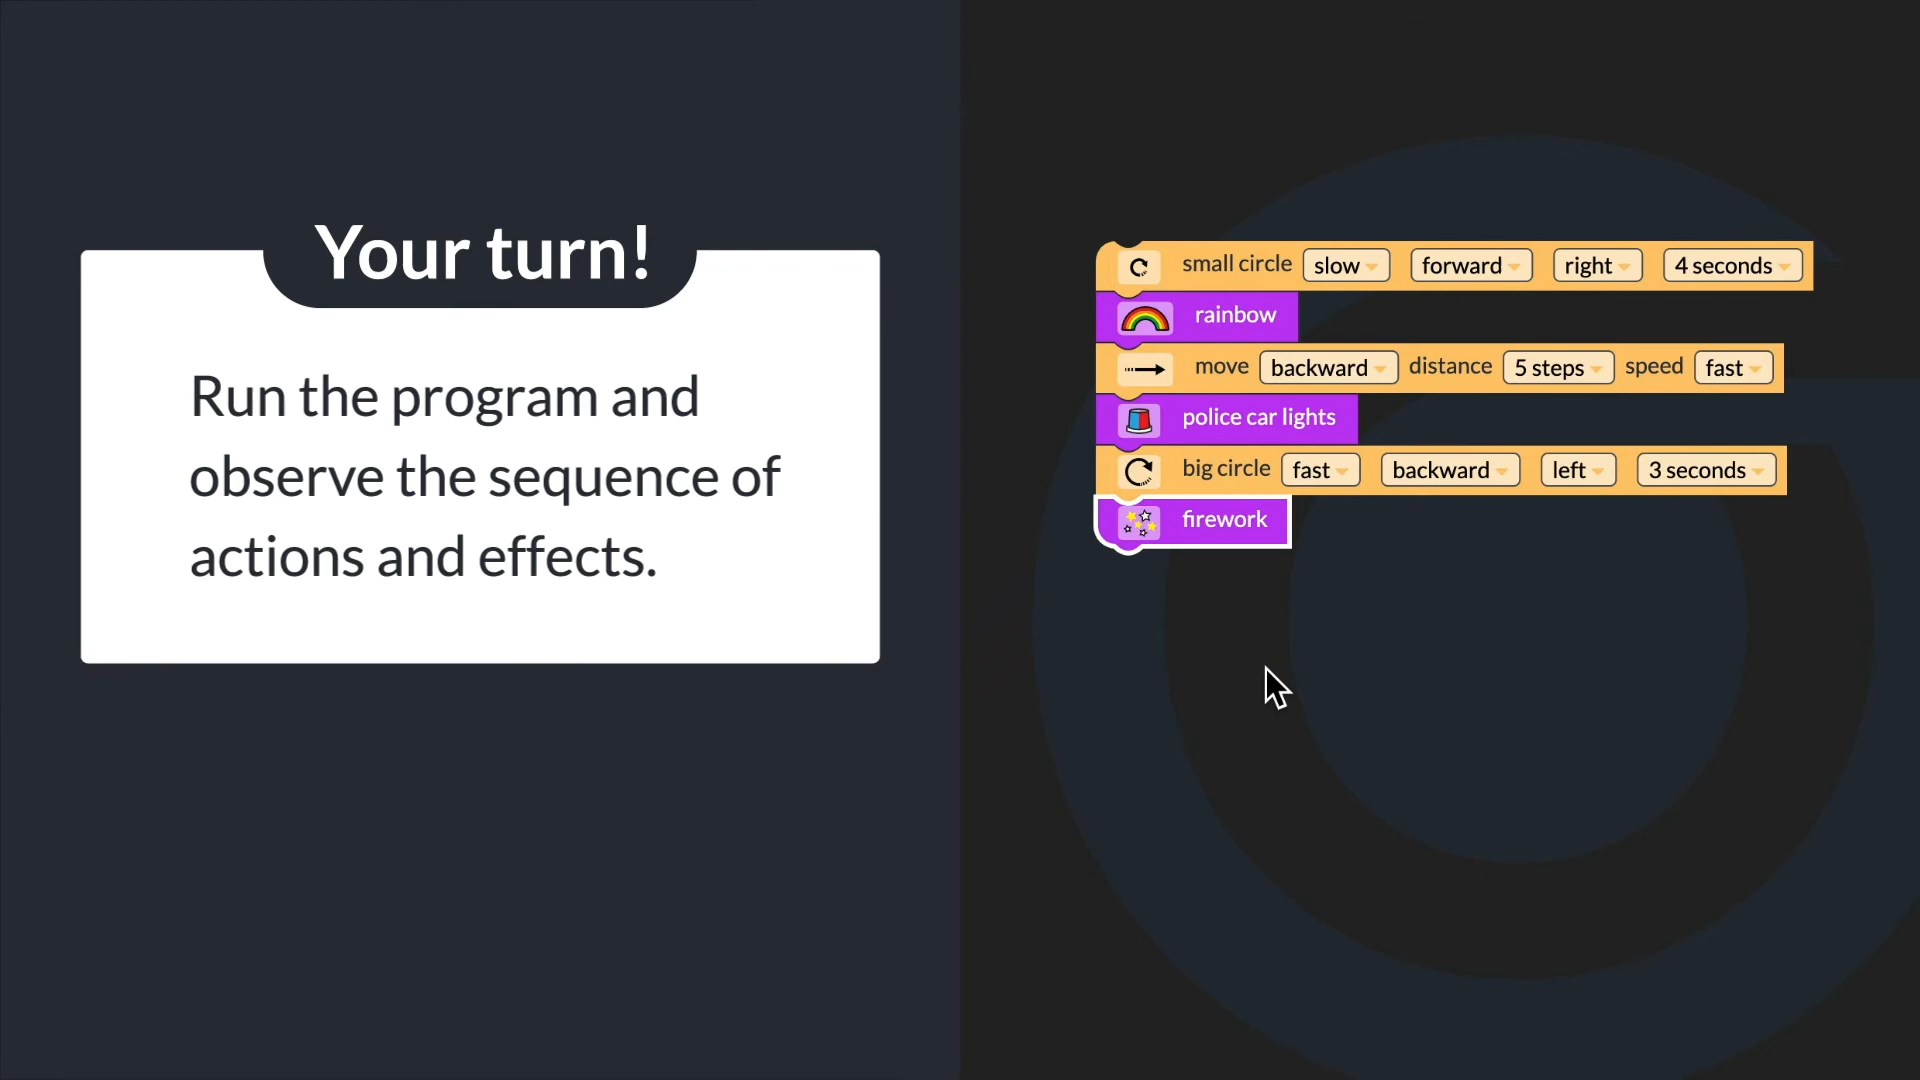 Your turn!
Run the program and
observe the sequence of
actions and effects.
small circle slow forward right 4 seconds
rainbow
move backward distance 5 steps speed fast
police car lights
big circle fast backward left 3 seconds
firework